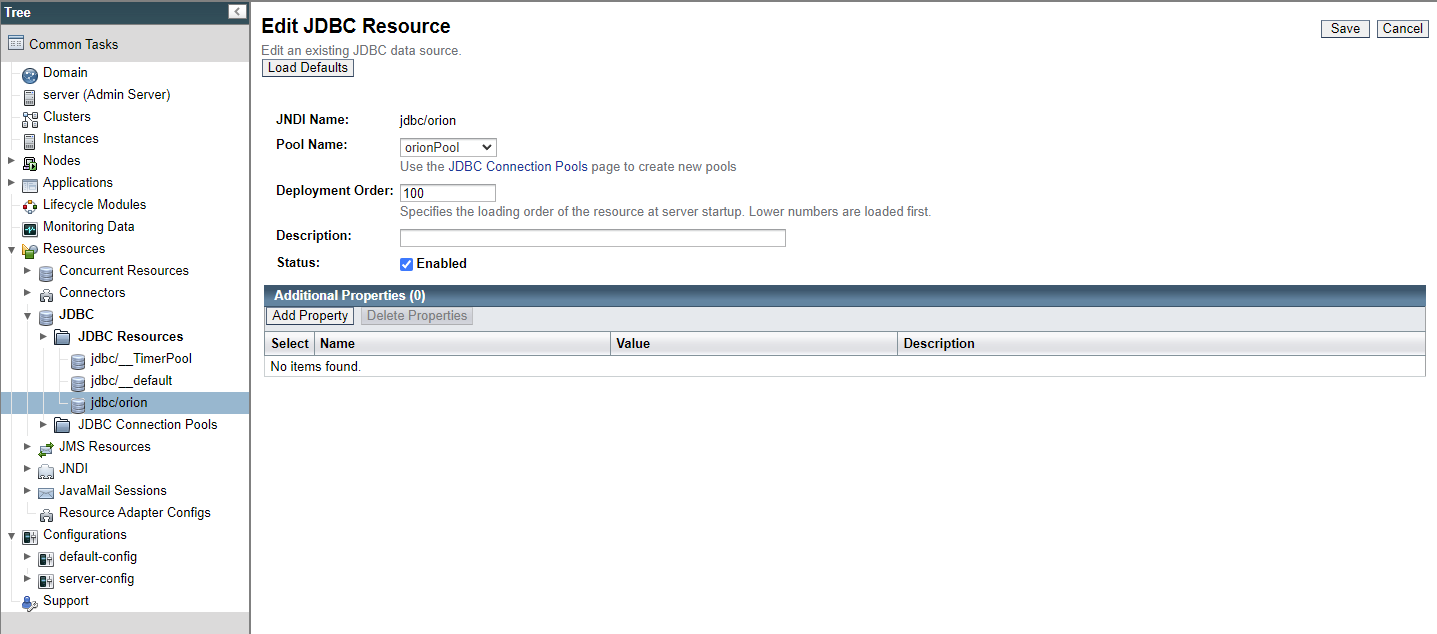 Tree
Common Tasks
Domain
server (Admin Server)
Clusters
Instances
Nodes
Applications
Lifecycle Modules
Monitoring Data
Resources
Concurrent Resources
Connectors
JDBC
JDBC Resources
jdbc/__TimerPool
jdbc/__default
jdbc/orion
JDBC Connection Pools
JMS Resources
JNDI
JavaMail Sessions
Resource Adapter Configs
Configurations
default-config
server-config
Support
Edit JDBC Resource
Save Cancel
Edit an existing JDBC data source.
Load Defaults
JNDI Name: jdbc/orion
Pool Name: orionPool
Use the JDBC Connection Pools page to create new pools
Deployment Order: 100
Specifies the loading order of the resource at server startup. Lower numbers are loaded first.
Description:
Status: Enabled
Additional Properties (0)
Add Property Delete Properties
Select Name Value Description
No items found.